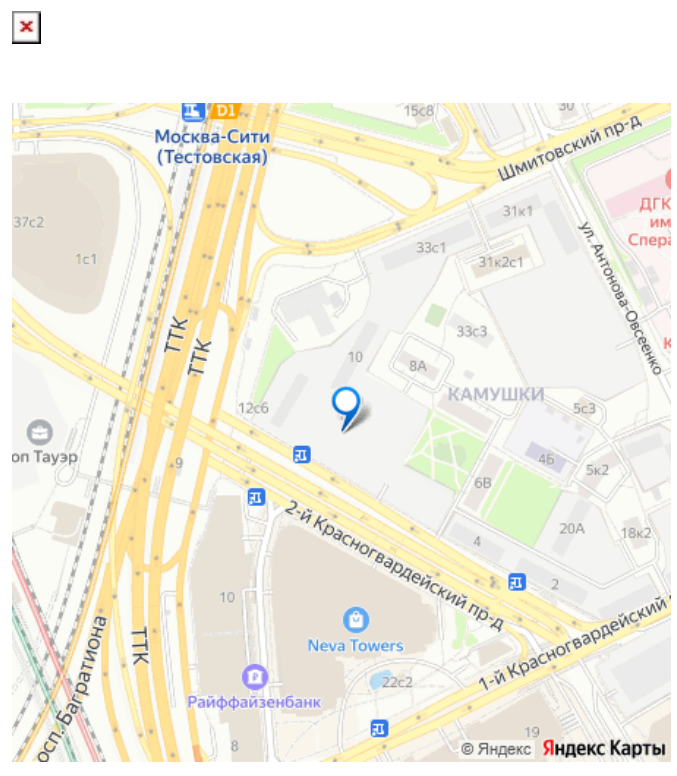 D1
15с8
30
Москва-Сити
(Тестовская)
Шмитовский пр-д
ДГК
им
Спера
37с2
31к1
ул. Антонова-Овсеенко
1с1
33с1
31к2с1
ТТК
ТТК
33с3
К
10
8А
КАМУШКИ
12с6
5с3
оп Тауэр
9
4Б
5к2
6В
2-й Красногвардейский пр-д
20А
18к2
4
2
10
1-й Красногвардейский
Neva Towers
ТТК
осп. Багратиона
22с2
Райффайзенбанк
8
19
© Яндекс Яндекс Карты